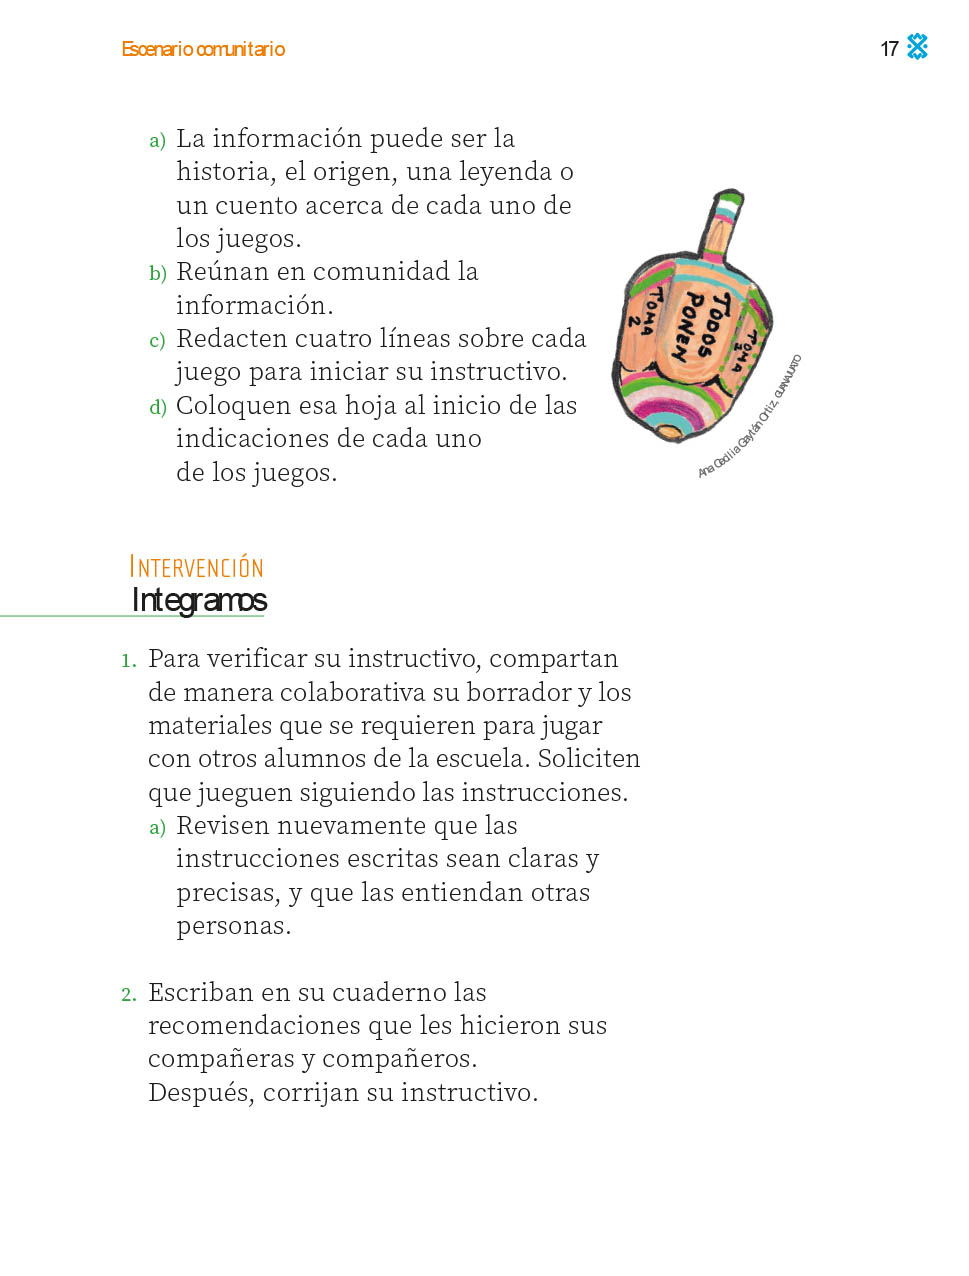 Escenario comunitario
17
a) La información puede ser la
historia, el origen, una leyenda o
un cuento acerca de cada uno de
los juegos.
b) Reúnan en comunidad la
información.
c) Redacten cuatro líneas sobre cada
juego para iniciar su instructivo.
d) Coloquen esa hoja al inicio de las
indicaciones de cada uno
de los juegos.
TOMA
2
TODOS
PONEN
TOMA
2
Ana Cecilia Gaytán Ortiz, GUANAJUATO
INTERVENCIÓN
Integramos
1. Para verificar su instructivo, compartan
de manera colaborativa su borrador y los
materiales que se requieren para jugar
con otros alumnos de la escuela. Soliciten
que jueguen siguiendo las instrucciones.
a) Revisen nuevamente que las
instrucciones escritas sean claras y
precisas, y que las entiendan otras
personas.
2. Escriban en su cuaderno las
recomendaciones que les hicieron sus
compañeras y compañeros.
Después, corrijan su instructivo.